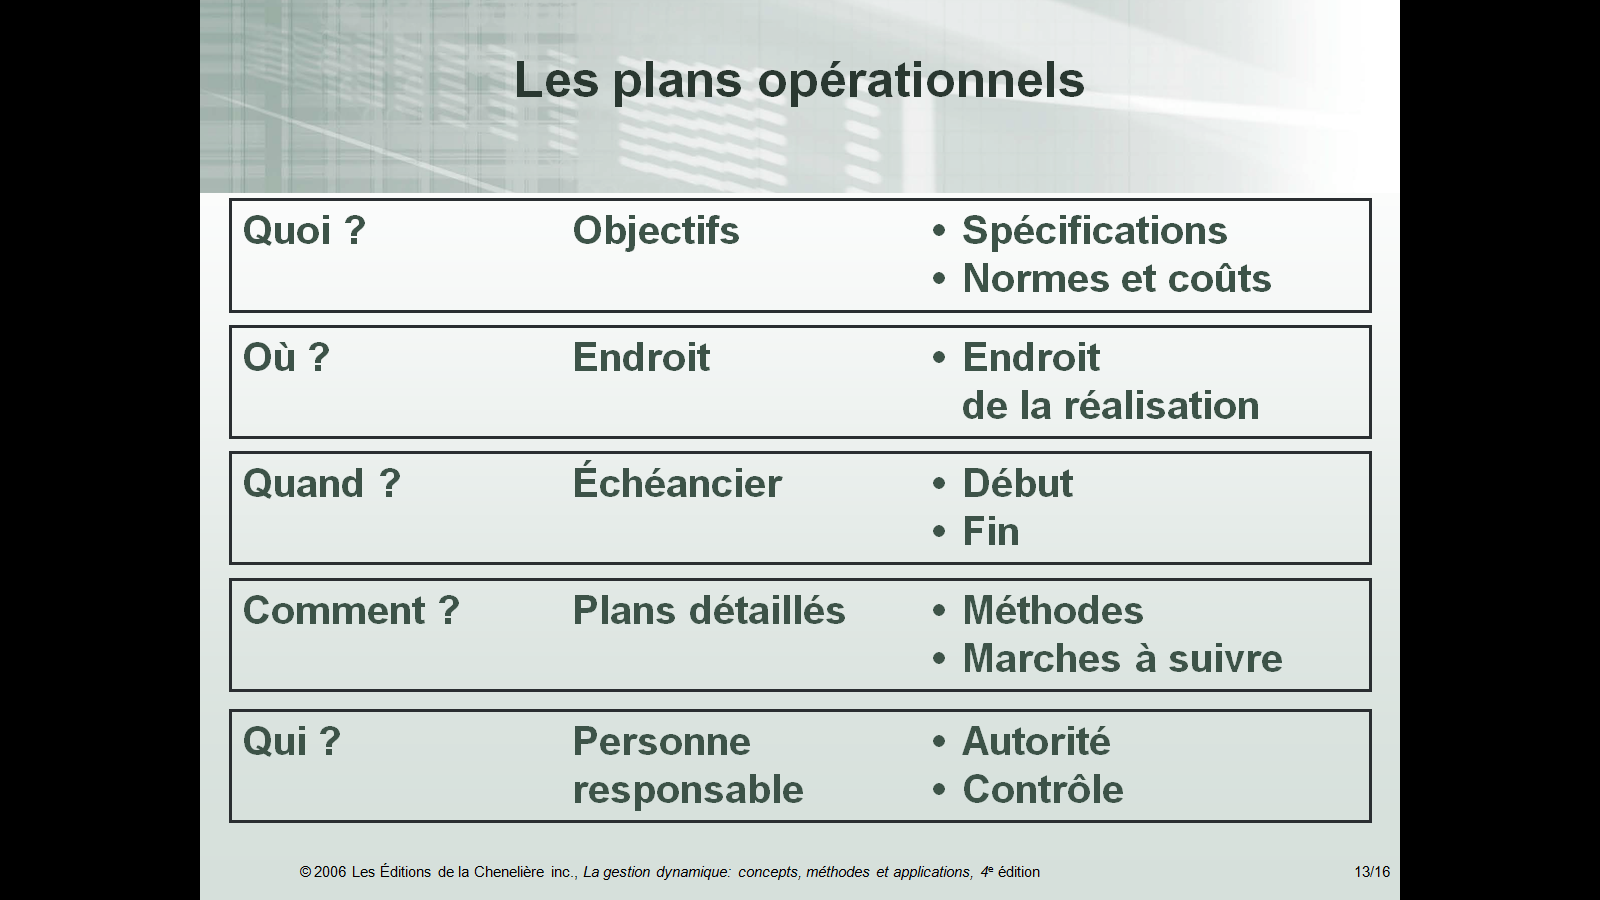 Les plans opérationnels
Quoi ? Objectifs • Spécifications
• Normes et coûts
Où ? Endroit • Endroit
de la réalisation
Quand ? Échéancier • Début
• Fin
Comment ? Plans détaillés • Méthodes
• Marches à suivre
Qui ? Personne • Autorité
responsable • Contrôle
© 2006 Les Éditions de la Chenelière inc., La gestion dynamique: concepts, méthodes et applications, 4e édition 13/16